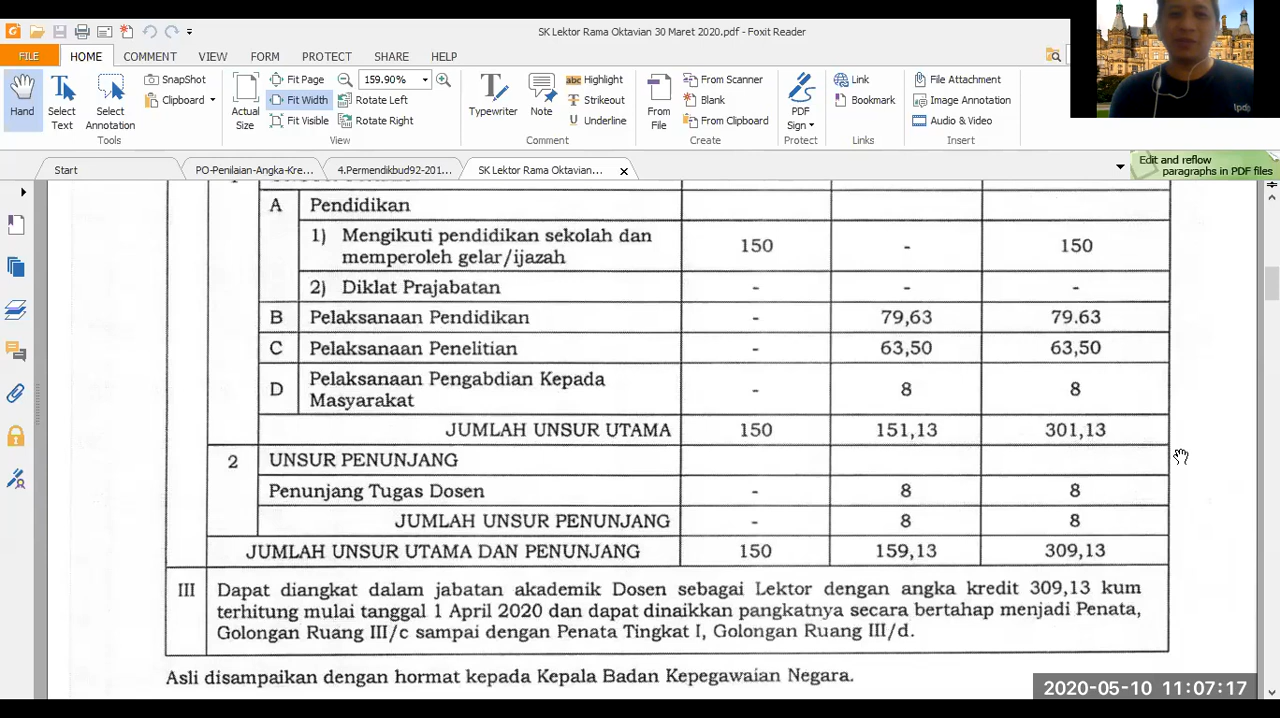 SK Lektor Rama Oktavian 30 Maret 2020.pdf - Foxit Reader
FILE HOME COMMENT VIEW FORM PROTECT SHARE HELP
Hand
Select Text
Select Annotation
SnapShot
Clipboard
Tools
Actual Size
Fit Page
Fit Width
Fit Visible
159.90%
Rotate Left
Rotate Right
View
Typewriter
Note
Highlight
Strikeout
Underline
Comment
From File
From Scanner
Blank
From Clipboard
Create
PDF Sign
Protect
Link
Bookmark
Links
File Attachment
Image Annotation
Audio & Video
Insert
Start
PO-Penilaian-Angka-Kre...
4.Permendikbud92-201...
SK Lektor Rama Oktavian...
Edit and reflow
paragraphs in PDF files
A Pendidikan
1) Mengikuti pendidikan sekolah dan
memperoleh gelar/ijazah 150 - 150
2) Diklat Prajabatan - - -
B Pelaksanaan Pendidikan - 79,63 79.63
C Pelaksanaan Penelitian - 63,50 63,50
D Pelaksanaan Pengabdian Kepada
Masyarakat - 8 8
JUMLAH UNSUR UTAMA 150 151,13 301,13
2 UNSUR PENUNJANG
Penunjang Tugas Dosen - 8 8
JUMLAH UNSUR PENUNJANG - 8 8
JUMLAH UNSUR UTAMA DAN PENUNJANG 150 159,13 309,13
III Dapat diangkat dalam jabatan akademik Dosen sebagai Lektor dengan angka kredit 309,13 kum
terhitung mulai tanggal 1 April 2020 dan dapat dinaikkan pangkatnya secara bertahap menjadi Penata,
Golongan Ruang III/c sampai dengan Penata Tingkat I, Golongan Ruang III/d.
Asli disampaikan dengan hormat kepada Kepala Badan Kepegawaian Negara.
2020-05-10 11:07:17